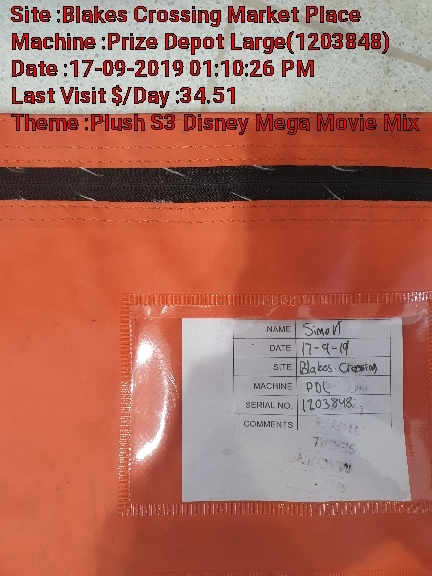 Site :Blakes Crossing Market Place
Machine :Prize Depot Large(1203848)
Date :17-09-2019 01:10:26 PM
Last Visit $/Day :34.51
Theme :Plush S3 Disney Mega Movie Mix
NAME Simon
DATE 17-9-19
SITE Blakes Crossing
MACHINE PDL
SERIAL NO. 1203848
COMMENTS